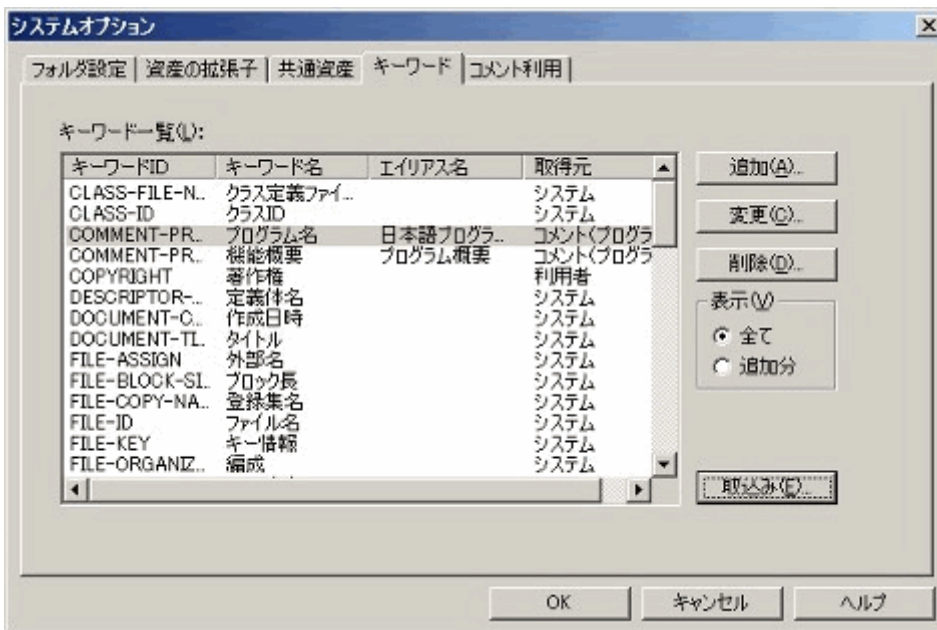 システムオプション
フォルダ設定 資産の拡張子 共通資産 キーワード コメント利用
キーワード一覧(L):
キーワードID キーワード名 エイリアス名 取得元
CLASS-FILE-N... クラス定義ファイ... システム
CLASS-ID クラスID システム
COMMENT-PR... プログラム名 日本語プログラ... コメント(プログラ
COMMENT-PR... 機能概要 プログラム概要 コメント(プログラ
COPYRIGHT 著作権 利用者
DESCRIPTOR-... 定義体名 システム
DOCUMENT-C... 作成日時 システム
DOCUMENT-TI... タイトル システム
FILE-ASSIGN 外部名 システム
FILE-BLOCK-SI... ブロック長 システム
FILE-COPY-NA... 登録集名 システム
FILE-ID ファイル名 システム
FILE-KEY キー情報 システム
FILE-ORGANIZ... 編成 システム
追加(A)...
変更(C)...
削除(D)...
表示(V)
全て
追加分
取込み(E)...
OK キャンセル ヘルプ